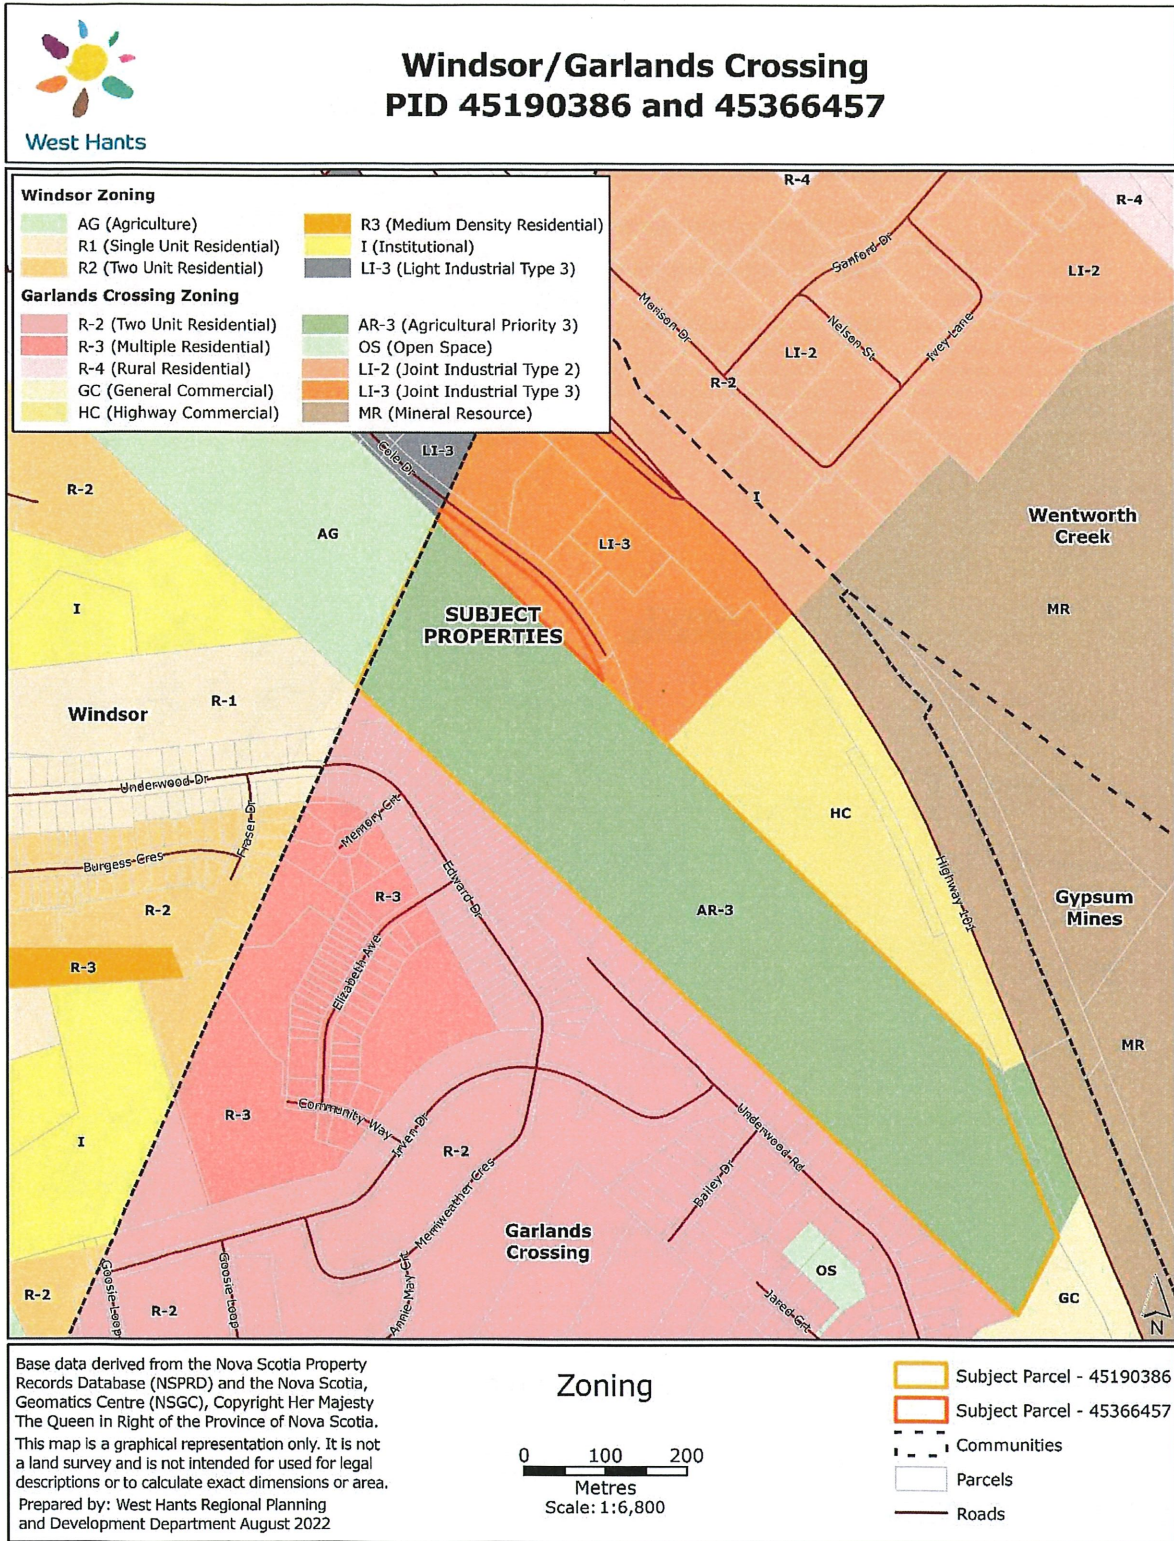 West Hants
Windsor/Garlands Crossing
PID 45190386 and 45366457
Windsor Zoning
AG (Agriculture)
R1 (Single Unit Residential)
R2 (Two Unit Residential)
R3 (Medium Density Residential)
I (Institutional)
LI-3 (Light Industrial Type 3)
Garlands Crossing Zoning
R-2 (Two Unit Residential)
R-3 (Multiple Residential)
R-4 (Rural Residential)
GC (General Commercial)
HC (Highway Commercial)
AR-3 (Agricultural Priority 3)
OS (Open Space)
LI-2 (Joint Industrial Type 2)
LI-3 (Joint Industrial Type 3)
MR (Mineral Resource)
R-4
R-4
Sanford Dr
LI-2
Morison Dr
Nelson St
Ivey Lane
LI-2
R-2
Cole Dr
LI-3
R-2
I
Wentworth
Creek
AG
LI-3
I
MR
SUBJECT
PROPERTIES
R-1
Windsor
Underwood Dr
Memory Crt
Fraser Dr
HC
Burgess Cres
Edward Dr
R-3
Highway 101
Gypsum
Mines
R-2
AR-3
R-3
Elizabeth Ave
MR
Community Way
R-3
Irven Dr
Underwood Rd
I
R-2
Bailey Dr
Merriweather Cres
Garlands
Crossing
OS
Goosie Loop
Goosie Loop
Annie May Crt
Jared Crt
R-2
R-2
GC
N
Base data derived from the Nova Scotia Property
Records Database (NSPRD) and the Nova Scotia,
Geomatics Centre (NSGC), Copyright Her Majesty
The Queen in Right of the Province of Nova Scotia.
This map is a graphical representation only. It is not
a land survey and is not intended for used for legal
descriptions or to calculate exact dimensions or area.
Prepared by: West Hants Regional Planning
and Development Department August 2022
Zoning
0 100 200
Metres
Scale: 1:6,800
Subject Parcel - 45190386
Subject Parcel - 45366457
Communities
Parcels
Roads